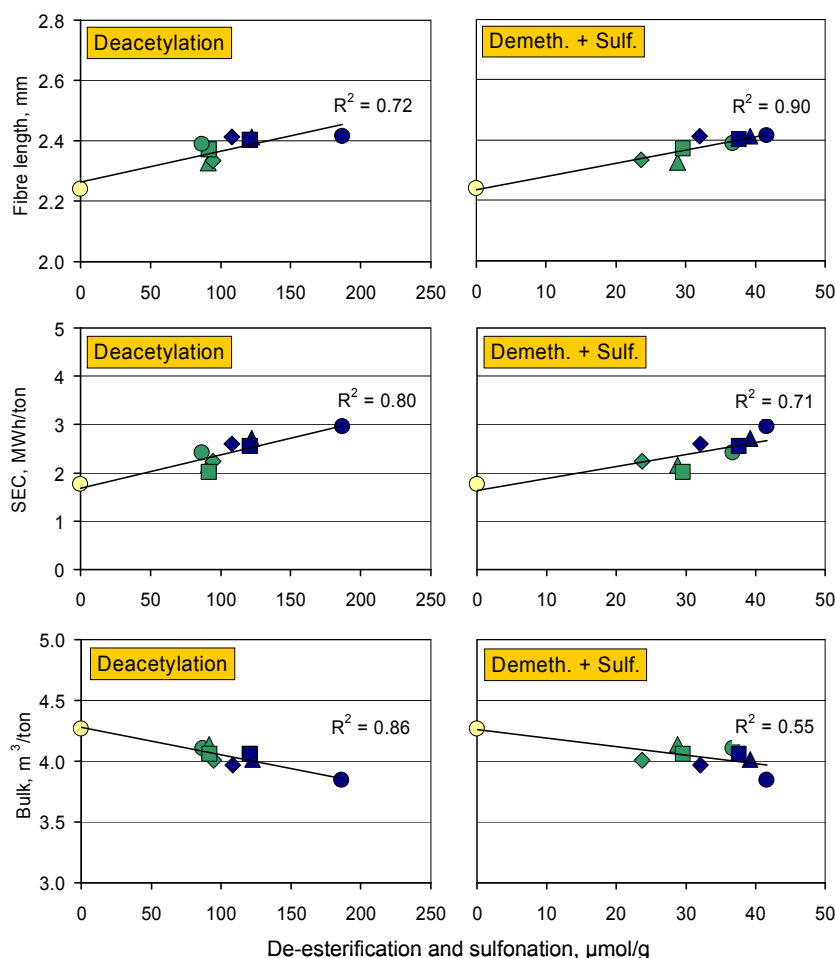 Deacetylation
R² = 0.72
Fibre length, mm
2.8
2.6
2.4
2.2
2.0
0 50 100 150 200 250
Demeth. + Sulf.
R² = 0.90
0 10 20 30 40 50
Deacetylation
R² = 0.80
SEC, MWh/ton
5
4
3
2
1
0
0 50 100 150 200 250
Demeth. + Sulf.
R² = 0.71
0 10 20 30 40 50
Deacetylation
R² = 0.86
Bulk, m³/ton
5.0
4.5
4.0
3.5
3.0
0 50 100 150 200 250
Demeth. + Sulf.
R² = 0.55
0 10 20 30 40 50
De-esterification and sulfonation, µmol/g